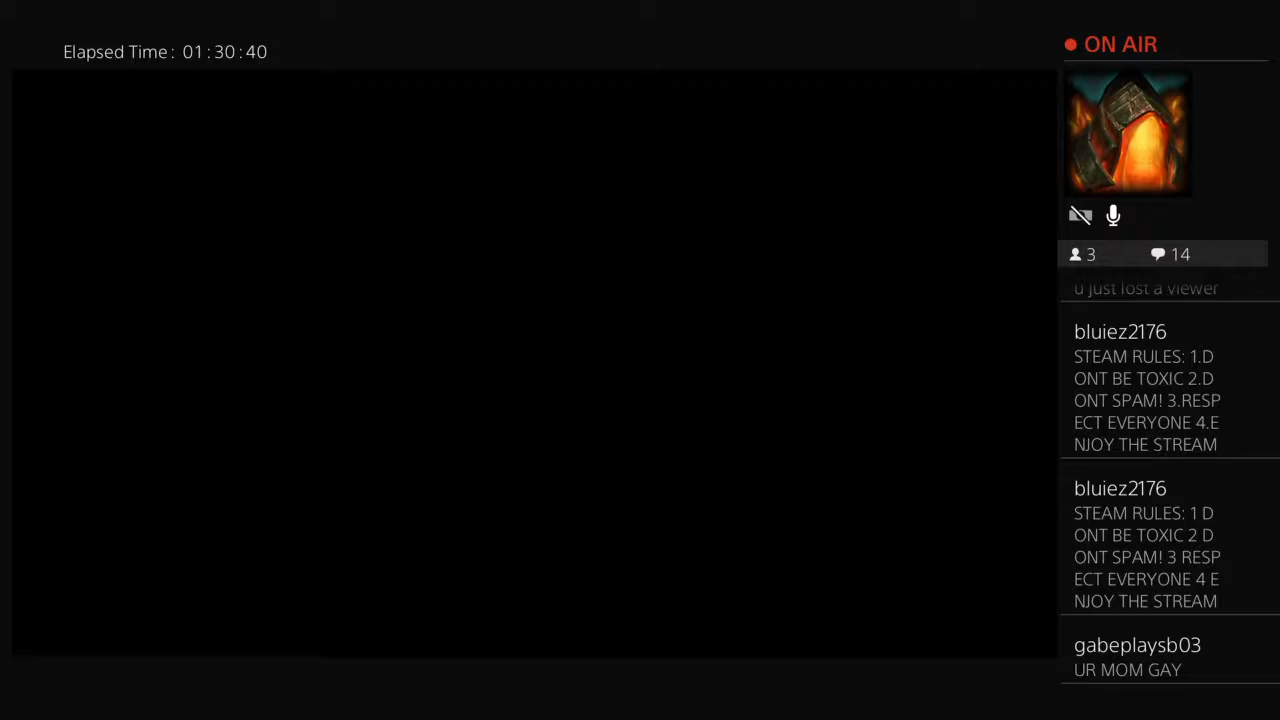 Elapsed Time: 01:30:40
ON AIR
3 14
u just lost a viewer
bluiez2176
STEAM RULES: 1.D
ONT BE TOXIC 2.D
ONT SPAM! 3.RESP
ECT EVERYONE 4.E
NJOY THE STREAM
bluiez2176
STEAM RULES: 1 D
ONT BE TOXIC 2 D
ONT SPAM! 3 RESP
ECT EVERYONE 4 E
NJOY THE STREAM
gabeplaysb03
UR MOM GAY